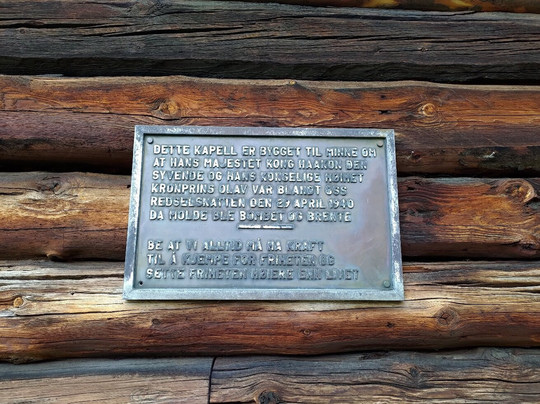 DETTE KAPELL ER BYGGET TIL MINNE OM
AT HANS MAJESTET KONG HAAKON DEN
SYVENDE OG HANS KONGELIGE HØIHET
KRONPRINS OLAV VAR BLANDT OSS
REDSELSNATTEN DEN 29 APRIL 1940
DA MOLDE BLE BOMBET OG BRENTE
BE AT VI ALLTID MÅ HA KRAFT
TIL Å KJEMPE FOR FRIHETEN OG
SETTE FRIHETEN HØIERE ENN LIVET